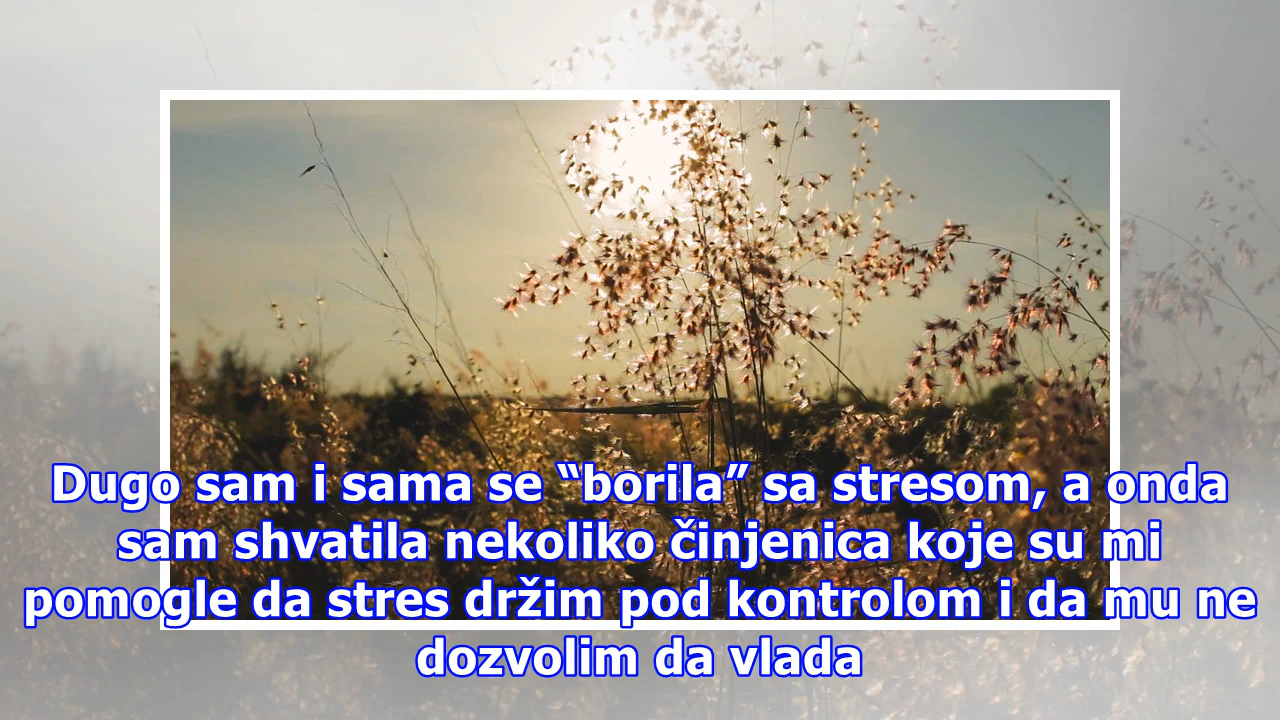 Dugo sam i sama se “borila” sa stresom, a onda
sam shvatila nekoliko činjenica koje su mi
pomogle da stres držim pod kontrolom i da mu ne
dozvolim da vlada